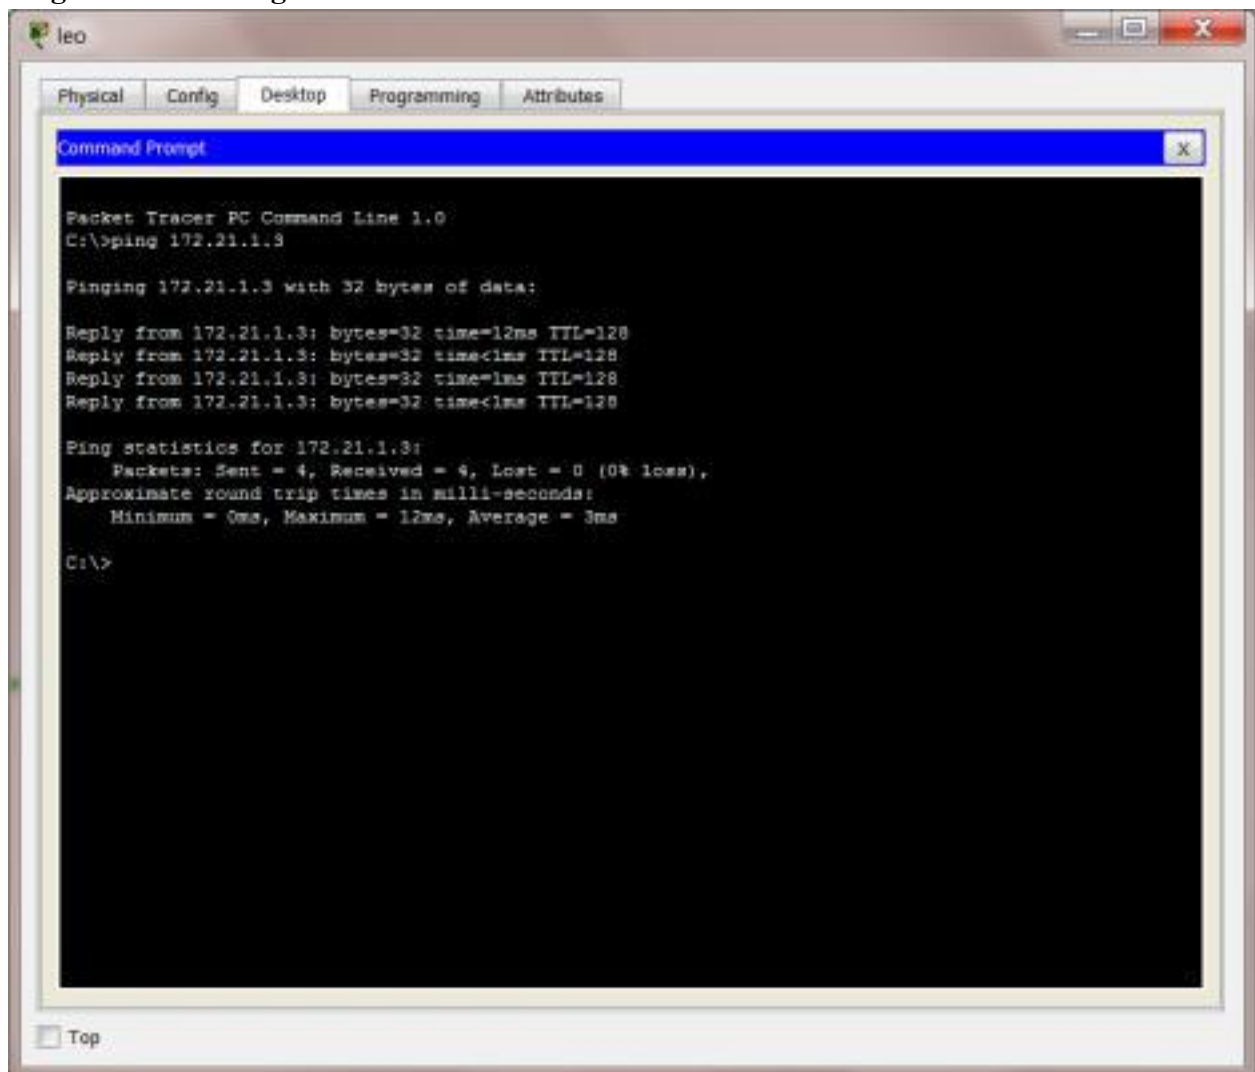 leo
Physical Config Desktop Programming Attributes
Command Prompt
X
Packet Tracer PC Command Line 1.0
C:\>ping 172.21.1.3
Pinging 172.21.1.3 with 32 bytes of data:
Reply from 172.21.1.3: bytes=32 time=12ms TTL=128
Reply from 172.21.1.3: bytes=32 time<1ms TTL=128
Reply from 172.21.1.3: bytes=32 time=1ms TTL=128
Reply from 172.21.1.3: bytes=32 time<1ms TTL=128
Ping statistics for 172.21.1.3:
Packets: Sent = 4, Received = 4, Lost = 0 (0% loss),
Approximate round trip times in milli-seconds:
Minimum = 0ms, Maximum = 12ms, Average = 3ms
C:\>
Top